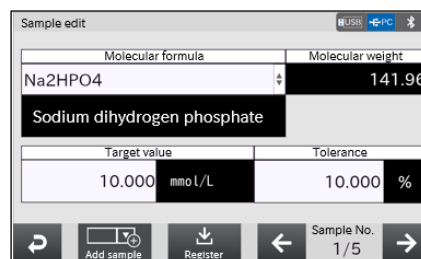 Sample edit
USB PC
Molecular formula Molecular weight
Na2HPO4 141.96
Sodium dihydrogen phosphate
Target value Tolerance
10.000 mmol/L 10.000 %
Add sample Register Sample No.
1/5